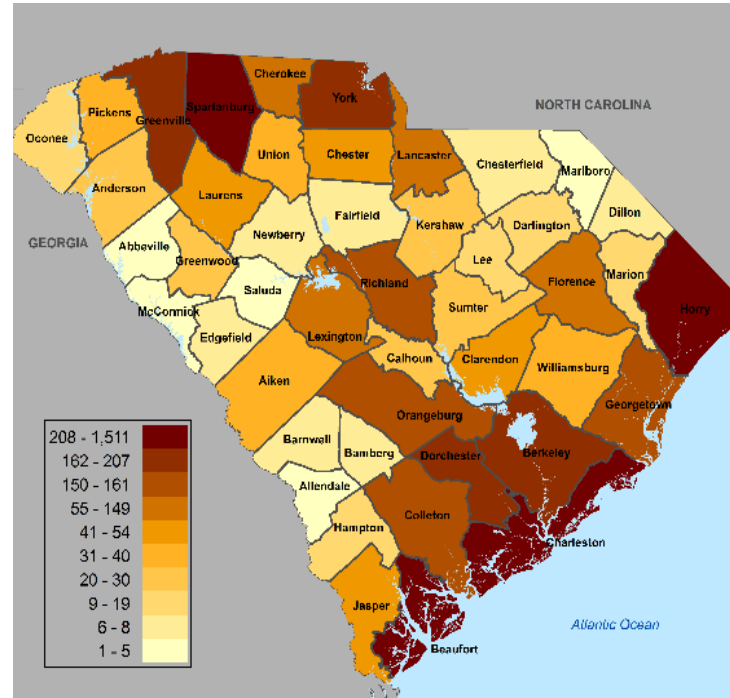 Cherokee
York
Spartanburg
NORTH CAROLINA
Pickens
Greenville
Oconee
Union
Chester
Lancaster
Chesterfield
Marlboro
Anderson
Laurens
Dillon
Fairfield
Kershaw
Darlington
Newberry
GEORGIA
Abbeville
Greenwood
Lee
Marion
Richland
Florence
Saluda
Horry
McCormick
Sumter
Edgefield
Lexington
Calhoun
Clarendon
Williamsburg
Aiken
Georgetown
Orangeburg
Barnwell
Bamberg
Dorchester
Berkeley
Allendale
Colleton
Hampton
Charleston
Jasper
Beaufort
Atlantic Ocean
208 - 1,511
162 - 207
150 - 161
55 - 149
41 - 54
31 - 40
20 - 30
9 - 19
6 - 8
1 - 5